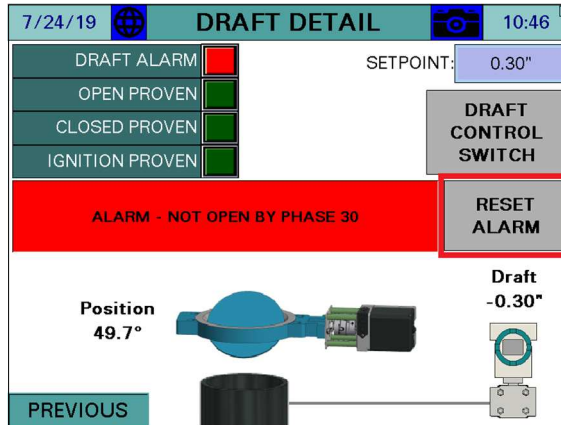 7/24/19 DRAFT DETAIL 10:46
DRAFT ALARM
SETPOINT: 0.30"
OPEN PROVEN
CLOSED PROVEN
IGNITION PROVEN
DRAFT
CONTROL
SWITCH
ALARM - NOT OPEN BY PHASE 30
RESET
ALARM
Position
49.7°
Draft
-0.30"
PREVIOUS